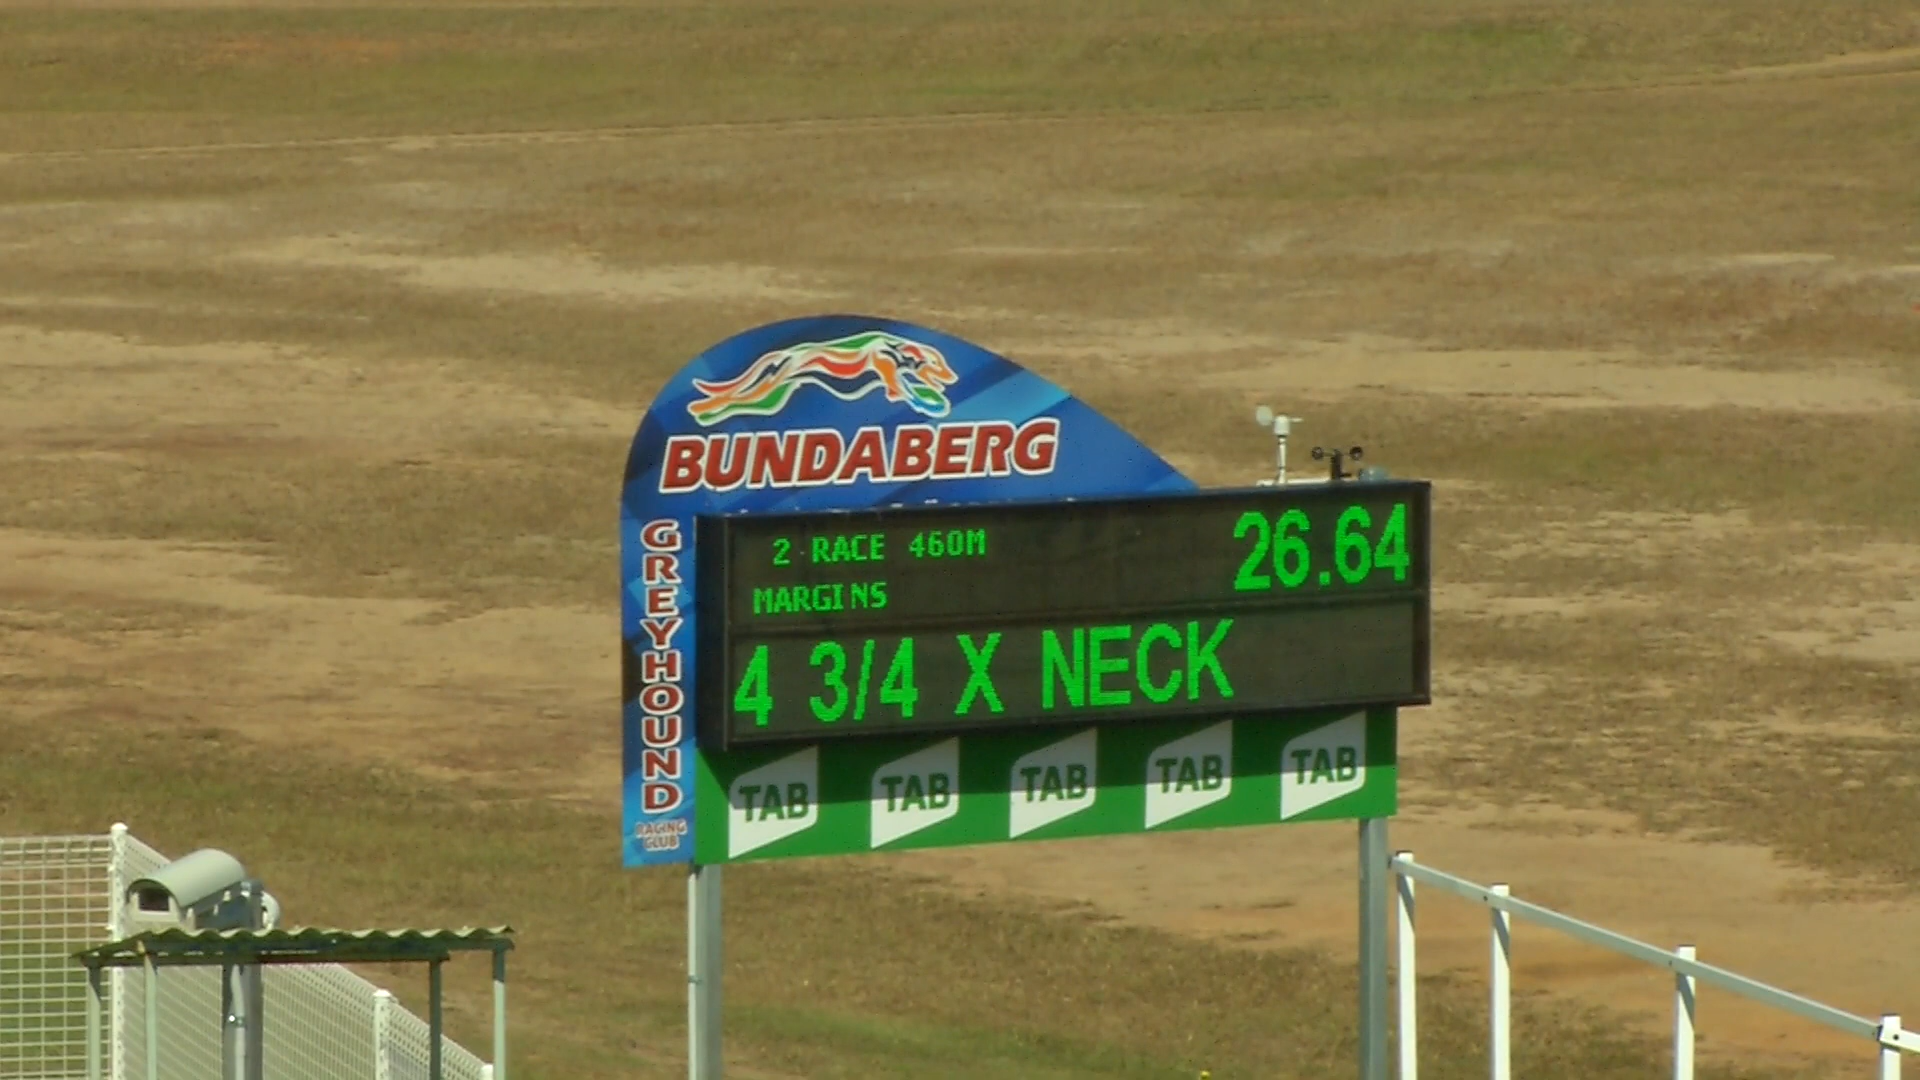 BUNDABERG
GREYHOUND
RACING
CLUB
2 RACE 460M
26.64
MARGINS
4 3/4 X NECK
TAB TAB TAB TAB TAB